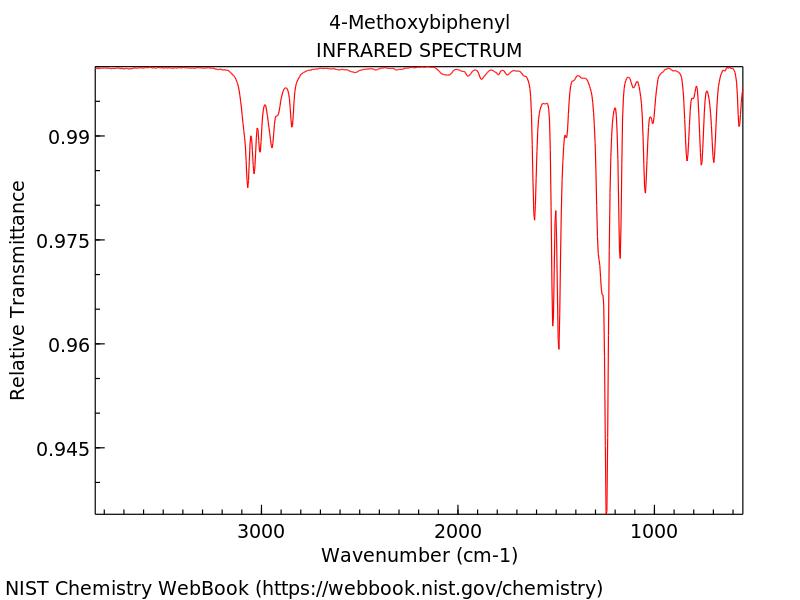 4-Methoxybiphenyl
INFRARED SPECTRUM
0.99
0.975
0.96
0.945
Relative Transmittance
3000 2000 1000
Wavenumber (cm-1)
NIST Chemistry WebBook (https://webbook.nist.gov/chemistry)